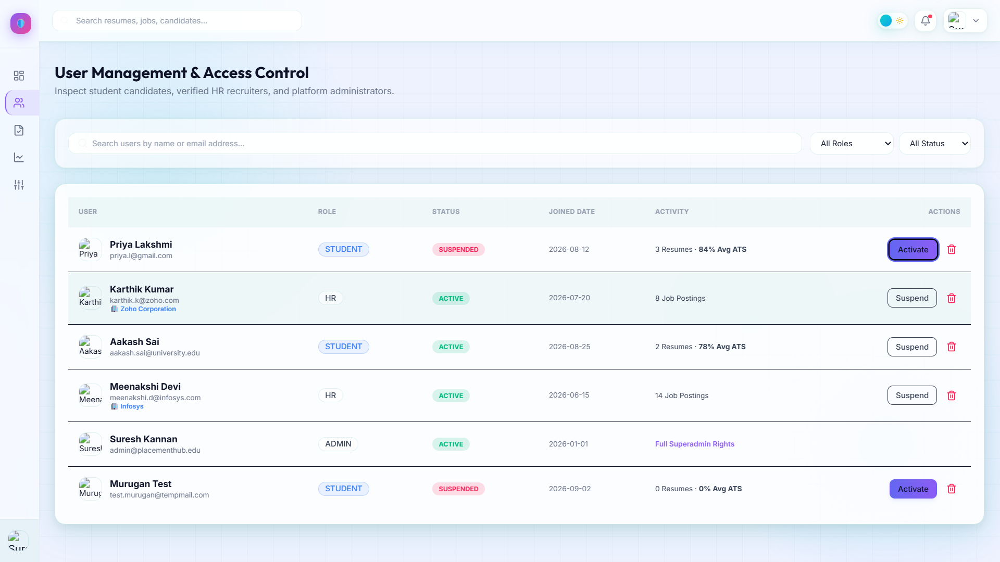 Search resumes, jobs, candidates...
User Management & Access Control
Inspect student candidates, verified HR recruiters, and platform administrators.
Search users by name or email address...
All Roles
All Status
USER ROLE STATUS JOINED DATE ACTIVITY ACTIONS
Priya
Priya Lakshmi
priya.l@gmail.com
STUDENT SUSPENDED 2026-08-12 3 Resumes · 84% Avg ATS Activate
Karthi
Karthik Kumar
karthik.k@zoho.com
Zoho Corporation
HR ACTIVE 2026-07-20 8 Job Postings Suspend
Aakas
Aakash Sai
aakash.sai@university.edu
STUDENT ACTIVE 2026-08-25 2 Resumes · 78% Avg ATS Suspend
Meena
Meenakshi Devi
meenakshi.d@infosys.com
Infosys
HR ACTIVE 2026-06-15 14 Job Postings Suspend
Suresh
Suresh Kannan
admin@placementhub.edu
ADMIN ACTIVE 2026-01-01 Full Superadmin Rights
Murug
Murugan Test
test.murugan@tempmail.com
STUDENT SUSPENDED 2026-09-02 0 Resumes · 0% Avg ATS Activate